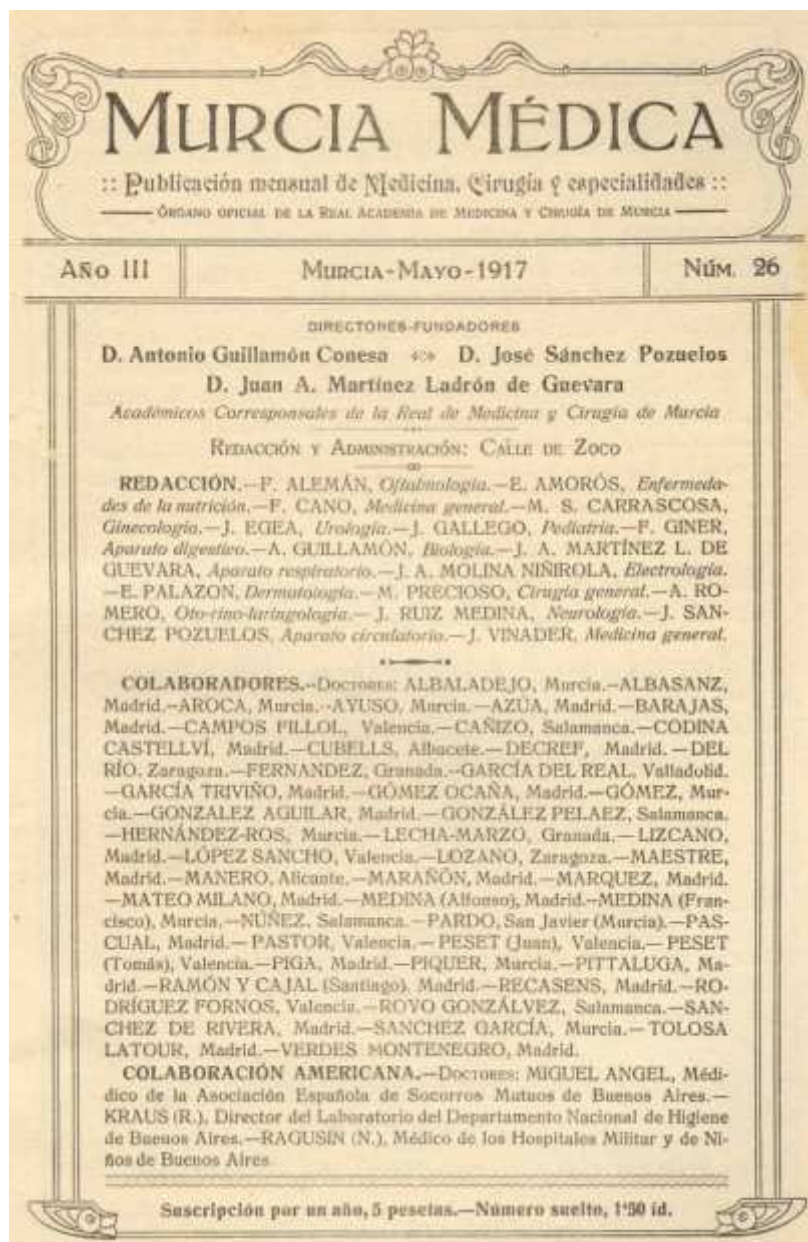 MURCIA MÉDICA
:: Publicación mensual de Medicina, Cirugía y especialidades ::
ÓRGANO OFICIAL DE LA REAL ACADEMIA DE MEDICINA Y CIRUGÍA DE MURCIA
AÑO III
MURCIA-MAYO-1917
NÚM. 26
DIRECTORES-FUNDADORES
D. Antonio Guillamón Conesa D. José Sánchez Pozuelos
D. Juan A. Martínez Ladrón de Guevara
Académicos Corresponsales de la Real de Medicina y Cirugía de Murcia
REDACCIÓN Y ADMINISTRACIÓN: CALLE DE ZOCO
REDACCIÓN.—F. ALEMÁN, Oftalmología.—E. AMORÓS, Enfermeda-
des de la nutrición.—F. CANO, Medicina general.—M. S. CARRASCOSA,
Ginecología.—J. EGEA, Urología.—J. GALLEGO, Pediatría.—F. GINER,
Aparato digestivo.—A. GUILLAMÓN, Biología.—J. A. MARTÍNEZ L. DE
GUEVARA, Aparato respiratorio.—J. A. MOLINA NIÑIROLA, Electrología.
—E. PALAZON, Dermatología.—M. PRECIOSO, Cirugía general.—A. RO-
MERO, Oto-rino-laringología.—J. RUIZ MEDINA, Neurología.—J. SAN-
CHEZ POZUELOS, Aparato circulatorio.—J. VINADER, Medicina general.
COLABORADORES.—DOCTORES: ALBALADEJO, Murcia.—ALBASANZ,
Madrid.—AROCA, Murcia.—AYUSO, Murcia.—AZUA, Madrid.—BARAJAS,
Madrid.—CAMPOS FILLOL, Valencia.—CAÑIZO, Salamanca.—CODINA
CASTELLVÍ, Madrid.—CUBELLS, Albacete.—DECREF, Madrid.—DEL
RÍO, Zaragoza.—FERNANDEZ, Granada.—GARCÍA DEL REAL, Valladolid.
—GARCÍA TRIVIÑO, Madrid.—GÓMEZ OCAÑA, Madrid.—GÓMEZ, Mur-
cia.—GONZALEZ AGUILAR, Madrid.—GONZÁLEZ PELAEZ, Salamanca.
—HERNÁNDEZ-ROS, Murcia.—LECHA-MARZO, Granada.—LIZCANO,
Madrid.—LÓPEZ SANCHO, Valencia.—LOZANO, Zaragoza.—MAESTRE,
Madrid.—MANERO, Alicante.—MARAÑÓN, Madrid.—MARQUEZ, Madrid.
—MATEO MILANO, Madrid.—MEDINA (Alfonso), Madrid.—MEDINA (Fran-
cisco), Murcia.—NÚÑEZ, Salamanca.—PARDO, San Javier (Murcia).—PAS-
CUAL, Madrid.—PASTOR, Valencia.—PESET (Juan), Valencia.—PESET
(Tomás), Valencia.—PIGA, Madrid.—PIQUER, Murcia.—PITTALUGA, Ma-
drid.—RAMÓN Y CAJAL (Santiago), Madrid.—RECASENS, Madrid.—RO-
DRÍGUEZ FORNOS, Valencia.—ROYO GONZÁLVEZ, Salamanca.—SAN-
CHEZ DE RIVERA, Madrid.—SANCHEZ GARCÍA, Murcia.—TOLOSA
LATOUR, Madrid.—VERDES MONTENEGRO, Madrid.
COLABORACIÓN AMERICANA.—DOCTORES: MIGUEL ANGEL, Médi-
dico de la Asociación Española de Socorros Mutuos de Buenos Aires.—
KRAUS (R.), Director del Laboratorio del Departamento Nacional de Higiene
de Buenos Aires.—RAGUSIN (N.), Médico de los Hospitales Militar y de Ni-
ños de Buenos Aires.
Suscripción por un año, 5 pesetas.—Número suelto, 1'50 íd.